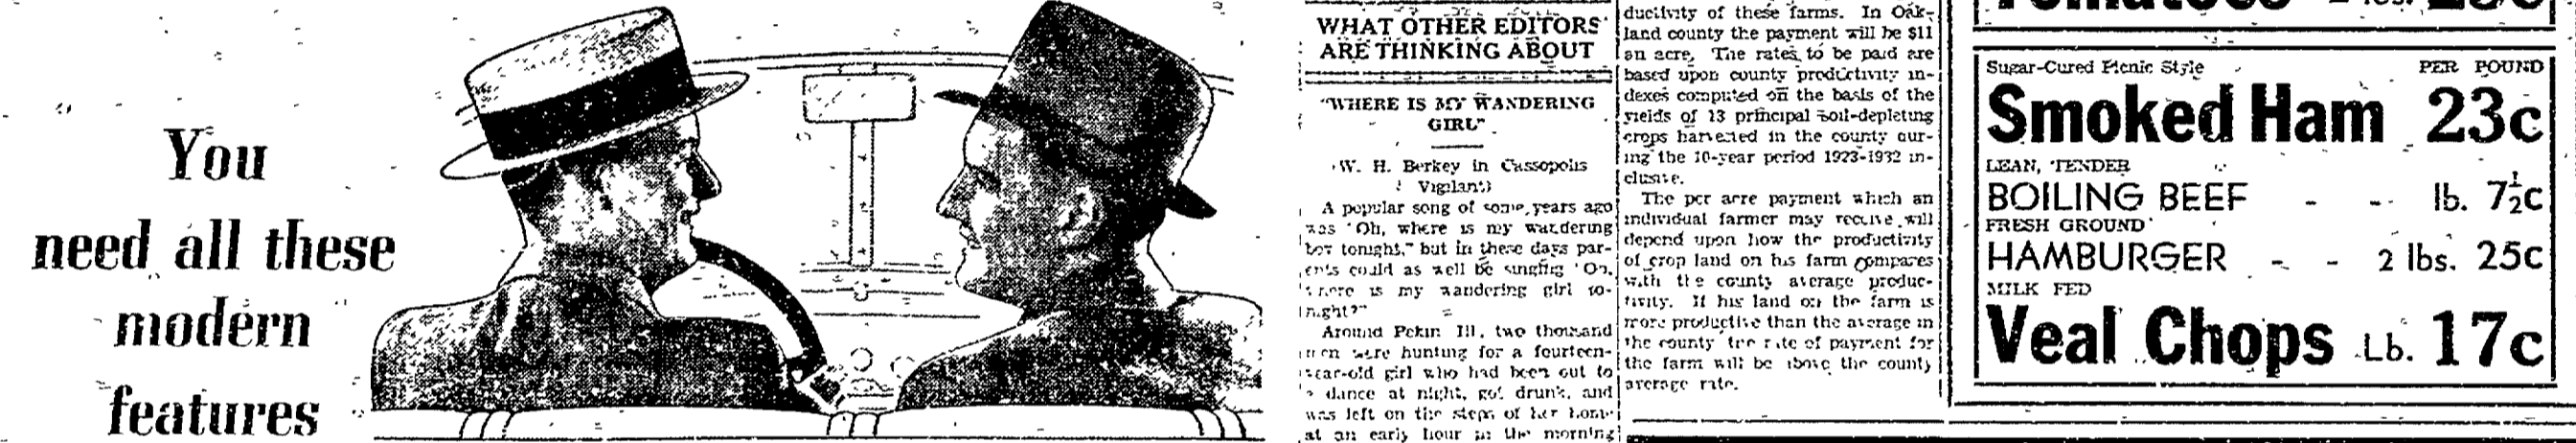 You
need all these
modern
features
WHAT OTHER EDITORS
ARE THINKING ABOUT
"WHERE IS MY WANDERING
GIRL"
W. H. Berkey in Cassopolis
Vigilant)
A popular song of some years ago
was "Oh, where is my wandering
boy tonight," but in these days par-
ents could as well be singing 'Oh,
where is my wandering girl to-
night?"
Around Pekin Ill., two thousand
men were hunting for a fourteen-
year-old girl who had been out to
a dance at night, got drunk, and
was left on the steps of her home
at an early hour in the morning
ductivity of these farms. In Oak-
land county the payment will be $11
an acre. The rates to be paid are
based upon county productivity in-
dexes computed on the basis of the
yields of 13 principal soil-depleting
crops harvested in the county dur-
ing the 10-year period 1923-1932 in-
clusive.
The per acre payment which an
individual farmer may receive will
depend upon how the productivity
of crop land on his farm compares
with the county average produc-
tivity. If his land on the farm is
more productive than the average in
the county the rate of payment for
the farm will be above the county
average rate.
Sugar-Cured Picnic Style PER POUND
Smoked Ham 23c
LEAN, TENDER
BOILING BEEF - - lb. 7½c
FRESH GROUND
HAMBURGER - - 2 lbs. 25c
MILK FED
Veal Chops Lb. 17c